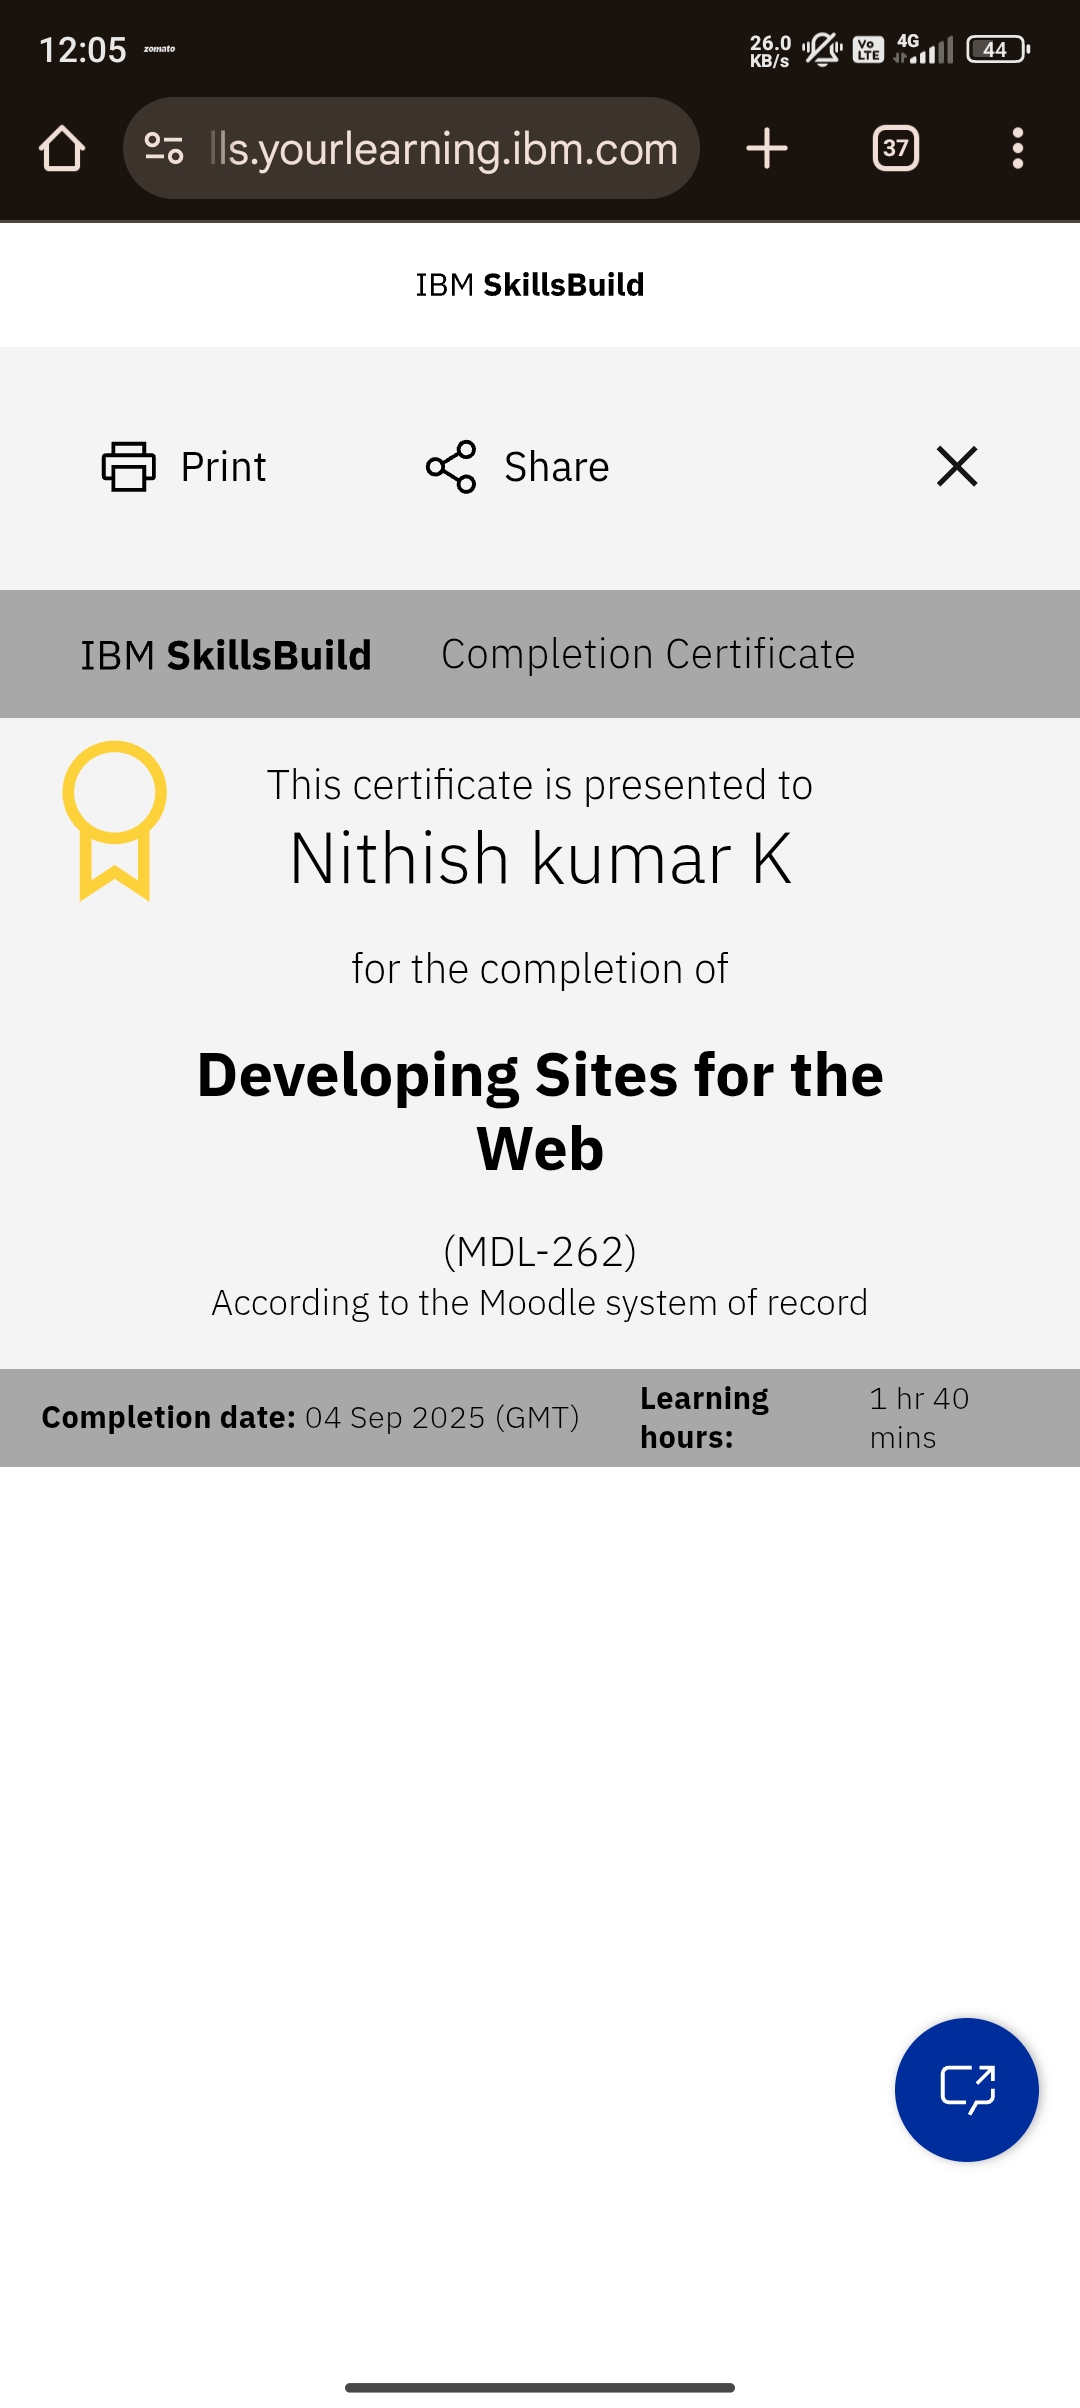 12:05 zomato 26.0 KB/s Vo LTE 4G 44
lls.yourlearning.ibm.com 37
IBM SkillsBuild
Print Share
IBM SkillsBuild Completion Certificate
This certificate is presented to
Nithish kumar K
for the completion of
Developing Sites for the
Web
(MDL-262)
According to the Moodle system of record
Completion date: 04 Sep 2025 (GMT)
Learning
hours:
1 hr 40
mins